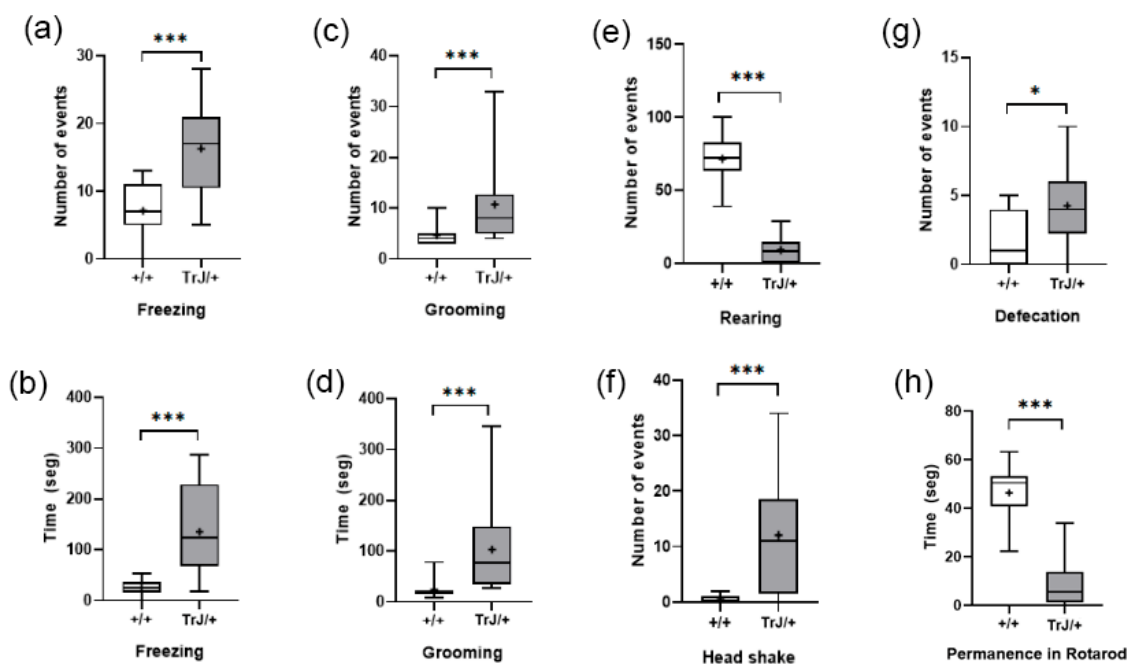 (a)
***
30
20
10
0
Number of events
+/+
TrJ/+
Freezing
(c)
***
40
30
20
10
0
Number of events
+/+
TrJ/+
Grooming
(e)
***
150
100
50
0
Number of events
+/+
TrJ/+
Rearing
(g)
*
15
10
5
0
Number of events
+/+
TrJ/+
Defecation
(b)
***
400
300
200
100
0
Time (seg)
+/+
TrJ/+
Freezing
(d)
***
400
300
200
100
0
Time (seg)
+/+
TrJ/+
Grooming
(f)
***
40
30
20
10
0
Number of events
+/+
TrJ/+
Head shake
(h)
***
80
60
40
20
0
Time (seg)
+/+
TrJ/+
Permanence in Rotarod